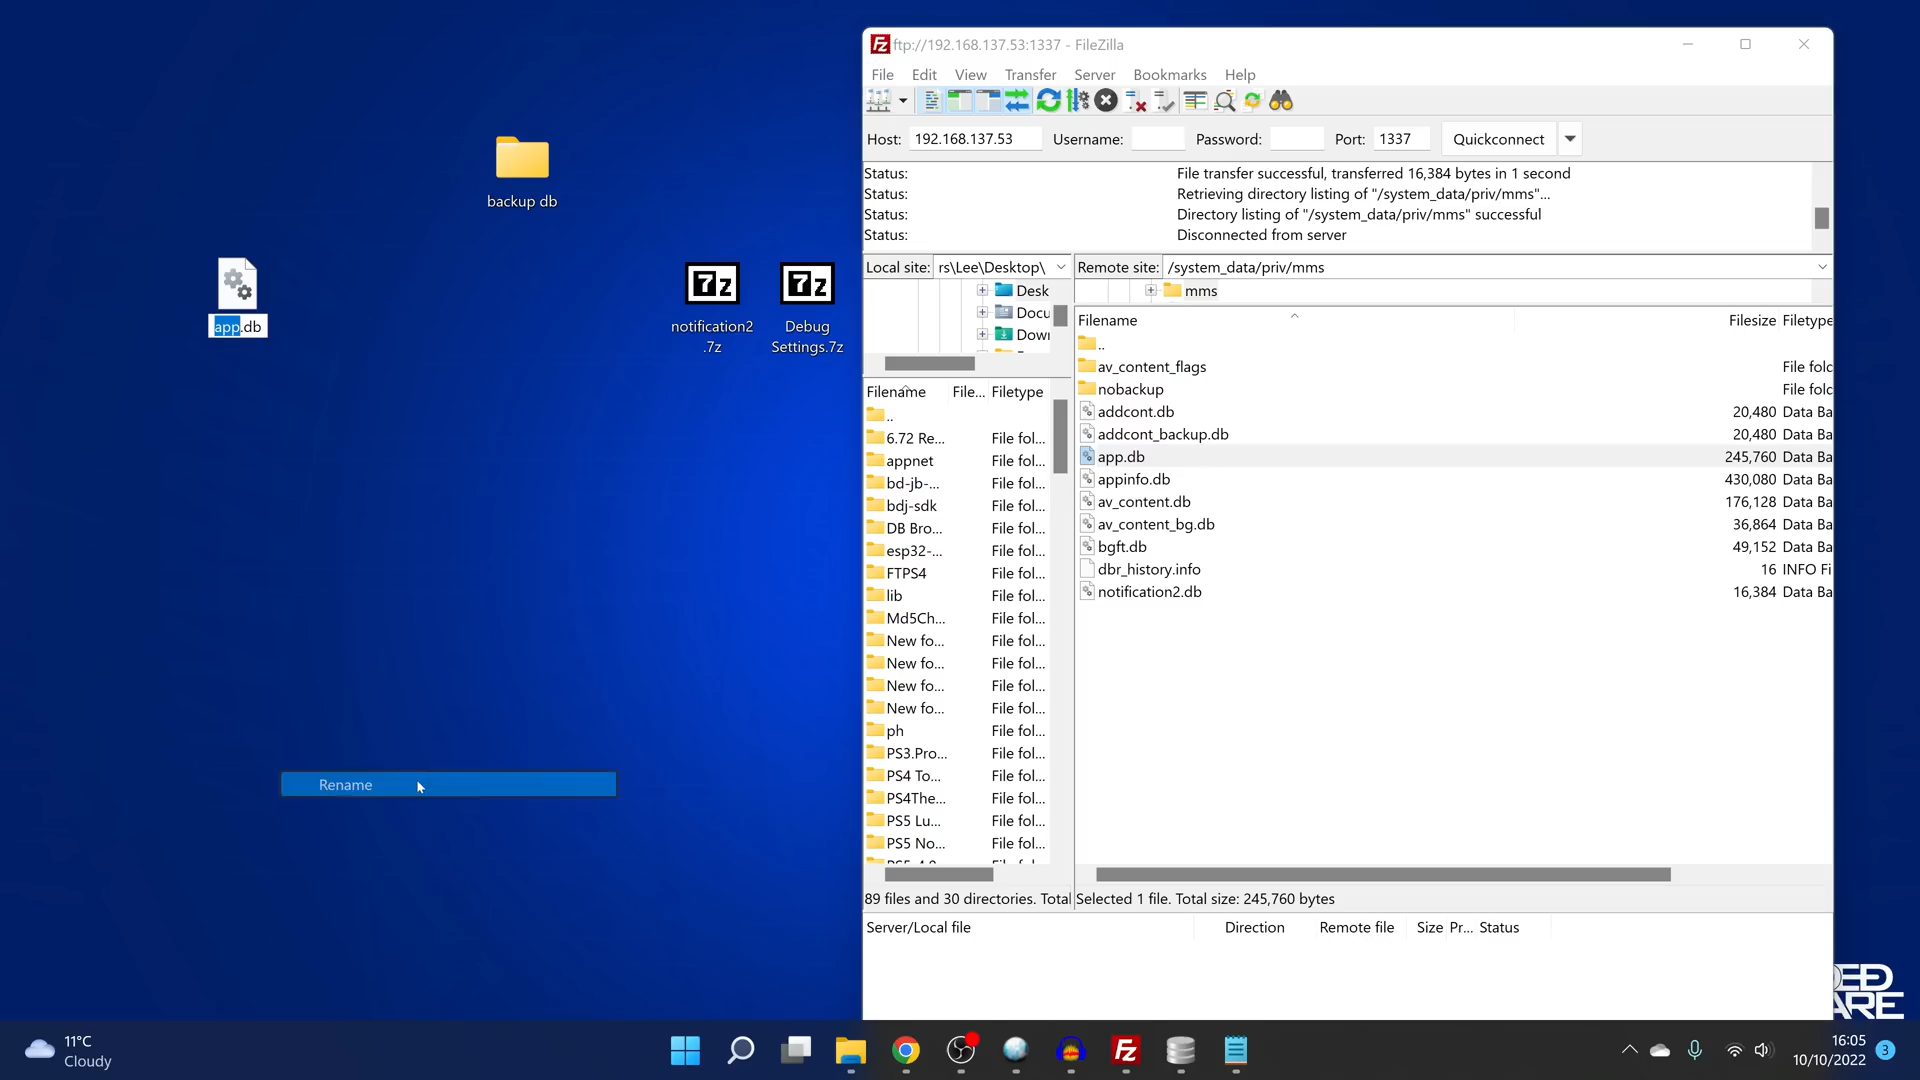 backup db
app.db
notification2
.7z
Debug
Settings.7z
Rename
ftp://192.168.137.53:1337 - FileZilla
File Edit View Transfer Server Bookmarks Help
Host: 192.168.137.53 Username: Password: Port: 1337 Quickconnect
Status: File transfer successful, transferred 16,384 bytes in 1 second
Status: Retrieving directory listing of "/system_data/priv/mms"...
Status: Directory listing of "/system_data/priv/mms" successful
Status: Disconnected from server
Local site: rs\Lee\Desktop\
Desk
Docu
Down
Filename File... Filetype
..
6.72 Re... File fol...
appnet File fol...
bd-jb-... File fol...
bdj-sdk File fol...
DB Bro... File fol...
esp32-... File fol...
FTPS4 File fol...
lib File fol...
Md5Ch... File fol...
New fo... File fol...
New fo... File fol...
New fo... File fol...
New fo... File fol...
ph File fol...
PS3.Pro... File fol...
PS4 To... File fol...
PS4The... File fol...
PS5 Lu... File fol...
PS5 No... File fol...
89 files and 30 directories. Total
Remote site: /system_data/priv/mms
mms
Filename Filesize Filetype
..
av_content_flags File folc
nobackup File folc
addcont.db 20,480 Data Ba
addcont_backup.db 20,480 Data Ba
app.db 245,760 Data Ba
appinfo.db 430,080 Data Ba
av_content.db 176,128 Data Ba
av_content_bg.db 36,864 Data Ba
bgft.db 49,152 Data Ba
dbr_history.info 16 INFO Fi
notification2.db 16,384 Data Ba
Selected 1 file. Total size: 245,760 bytes
Server/Local file Direction Remote file Size Pr... Status
11°C
Cloudy
16:05
10/10/2022
3